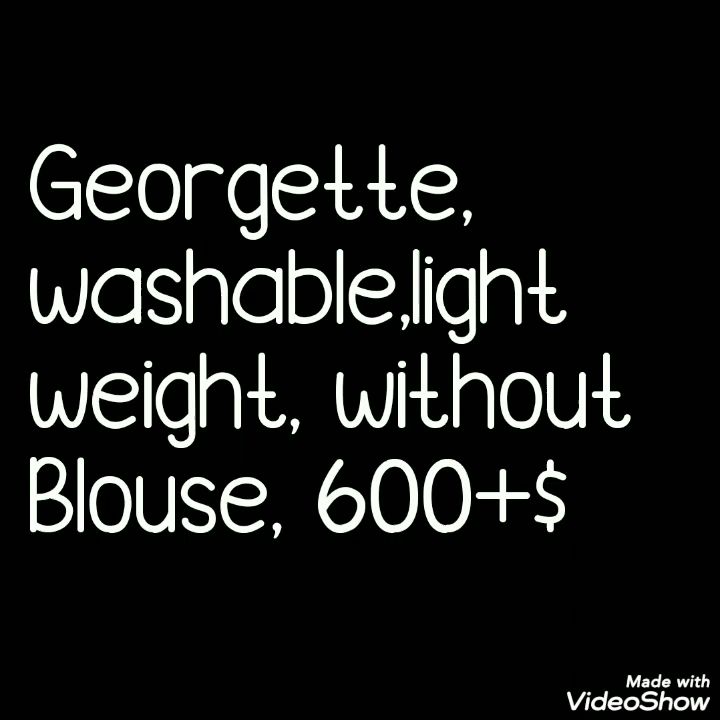 Georgette,
washable,light
weight, without
Blouse, 600+$
Made with
VideoShow